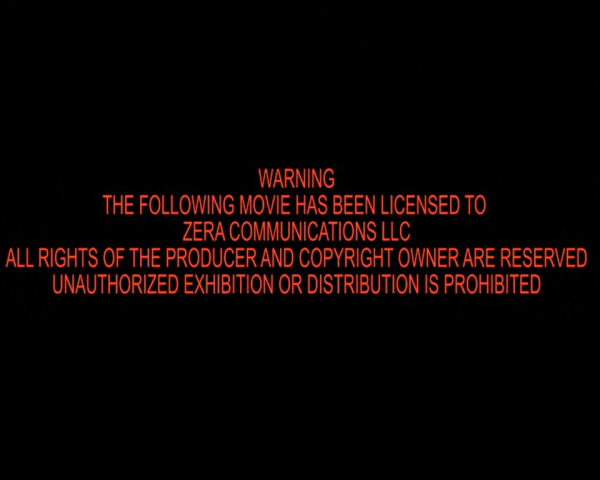 WARNING
THE FOLLOWING MOVIE HAS BEEN LICENSED TO
ZERA COMMUNICATIONS LLC
ALL RIGHTS OF THE PRODUCER AND COPYRIGHT OWNER ARE RESERVED
UNAUTHORIZED EXHIBITION OR DISTRIBUTION IS PROHIBITED